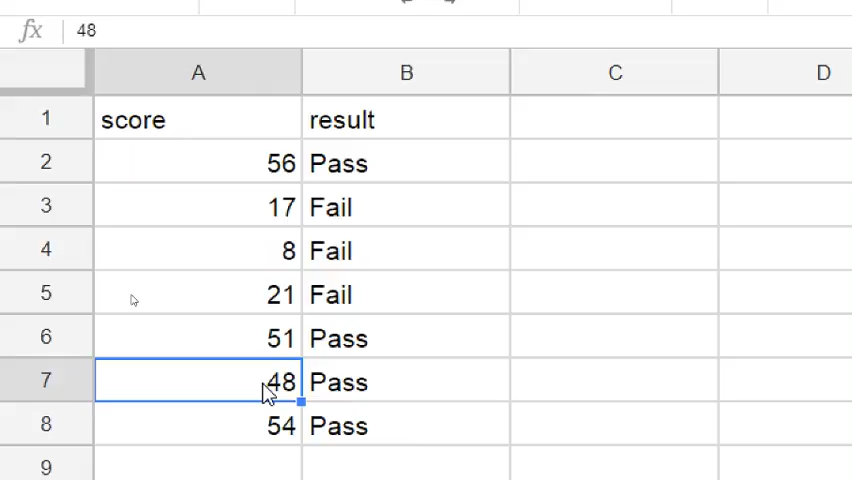 fx 48
A B C D
1 score result
2 56 Pass
3 17 Fail
4 8 Fail
5 21 Fail
6 51 Pass
7 48 Pass
8 54 Pass
9